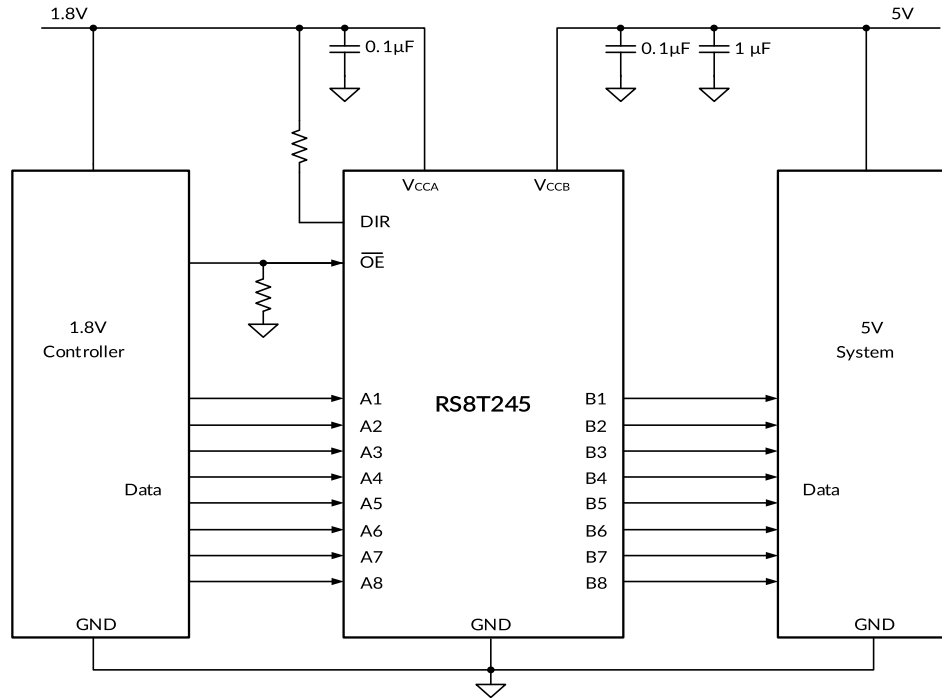 1.8V
5V
0.1µF
0.1µF
1 µF
VCCA
VCCB
DIR
OE
1.8V
Controller
5V
System
RS8T245
A1
B1
A2
B2
A3
B3
A4
B4
Data
Data
A5
B5
A6
B6
A7
B7
A8
B8
GND
GND
GND